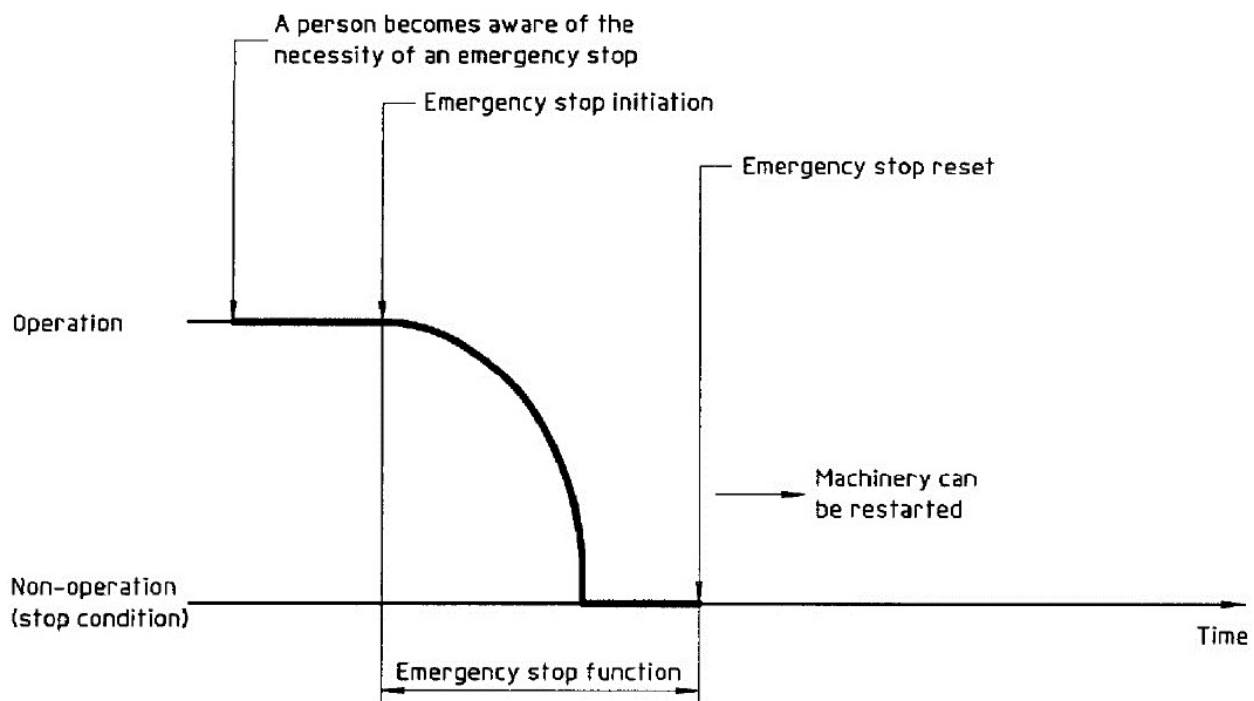 A person becomes aware of the
necessity of an emergency stop
Emergency stop initiation
Emergency stop reset
Operation
Machinery can
be restarted
Non-operation
(stop condition)
Time
Emergency stop function